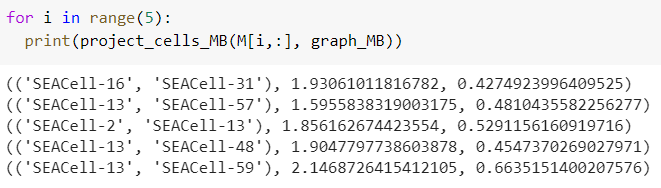 for i in range(5):
  print(project_cells_MB(M[i,:], graph_MB))
(('SEACell-16', 'SEACell-31'), 1.93061011816782, 0.4274923996409525)
(('SEACell-13', 'SEACell-57'), 1.5955838319003175, 0.4810435582256277)
(('SEACell-2', 'SEACell-13'), 1.856162674423554, 0.5291156160919716)
(('SEACell-13', 'SEACell-48'), 1.9047797738603878, 0.4547370269027971)
(('SEACell-13', 'SEACell-59'), 2.1468726415412105, 0.6635151400207576)